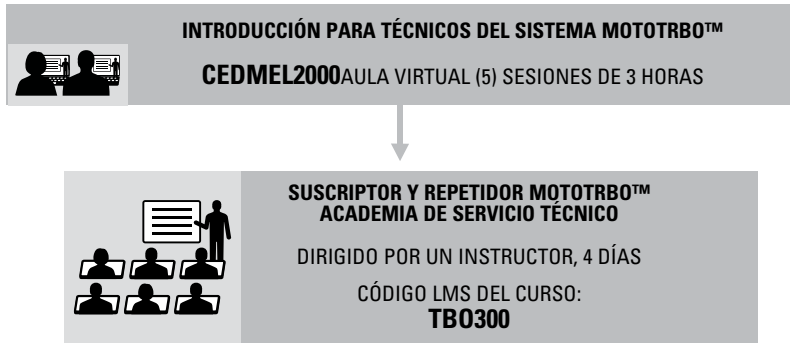 INTRODUCCIÓN PARA TÉCNICOS DEL SISTEMA MOTOTRBO™
CEDMEL2000AULA VIRTUAL (5) SESIONES DE 3 HORAS
SUSCRIPTOR Y REPETIDOR MOTOTRBO™
ACADEMIA DE SERVICIO TÉCNICO
DIRIGIDO POR UN INSTRUCTOR, 4 DÍAS
CÓDIGO LMS DEL CURSO:
TBO300